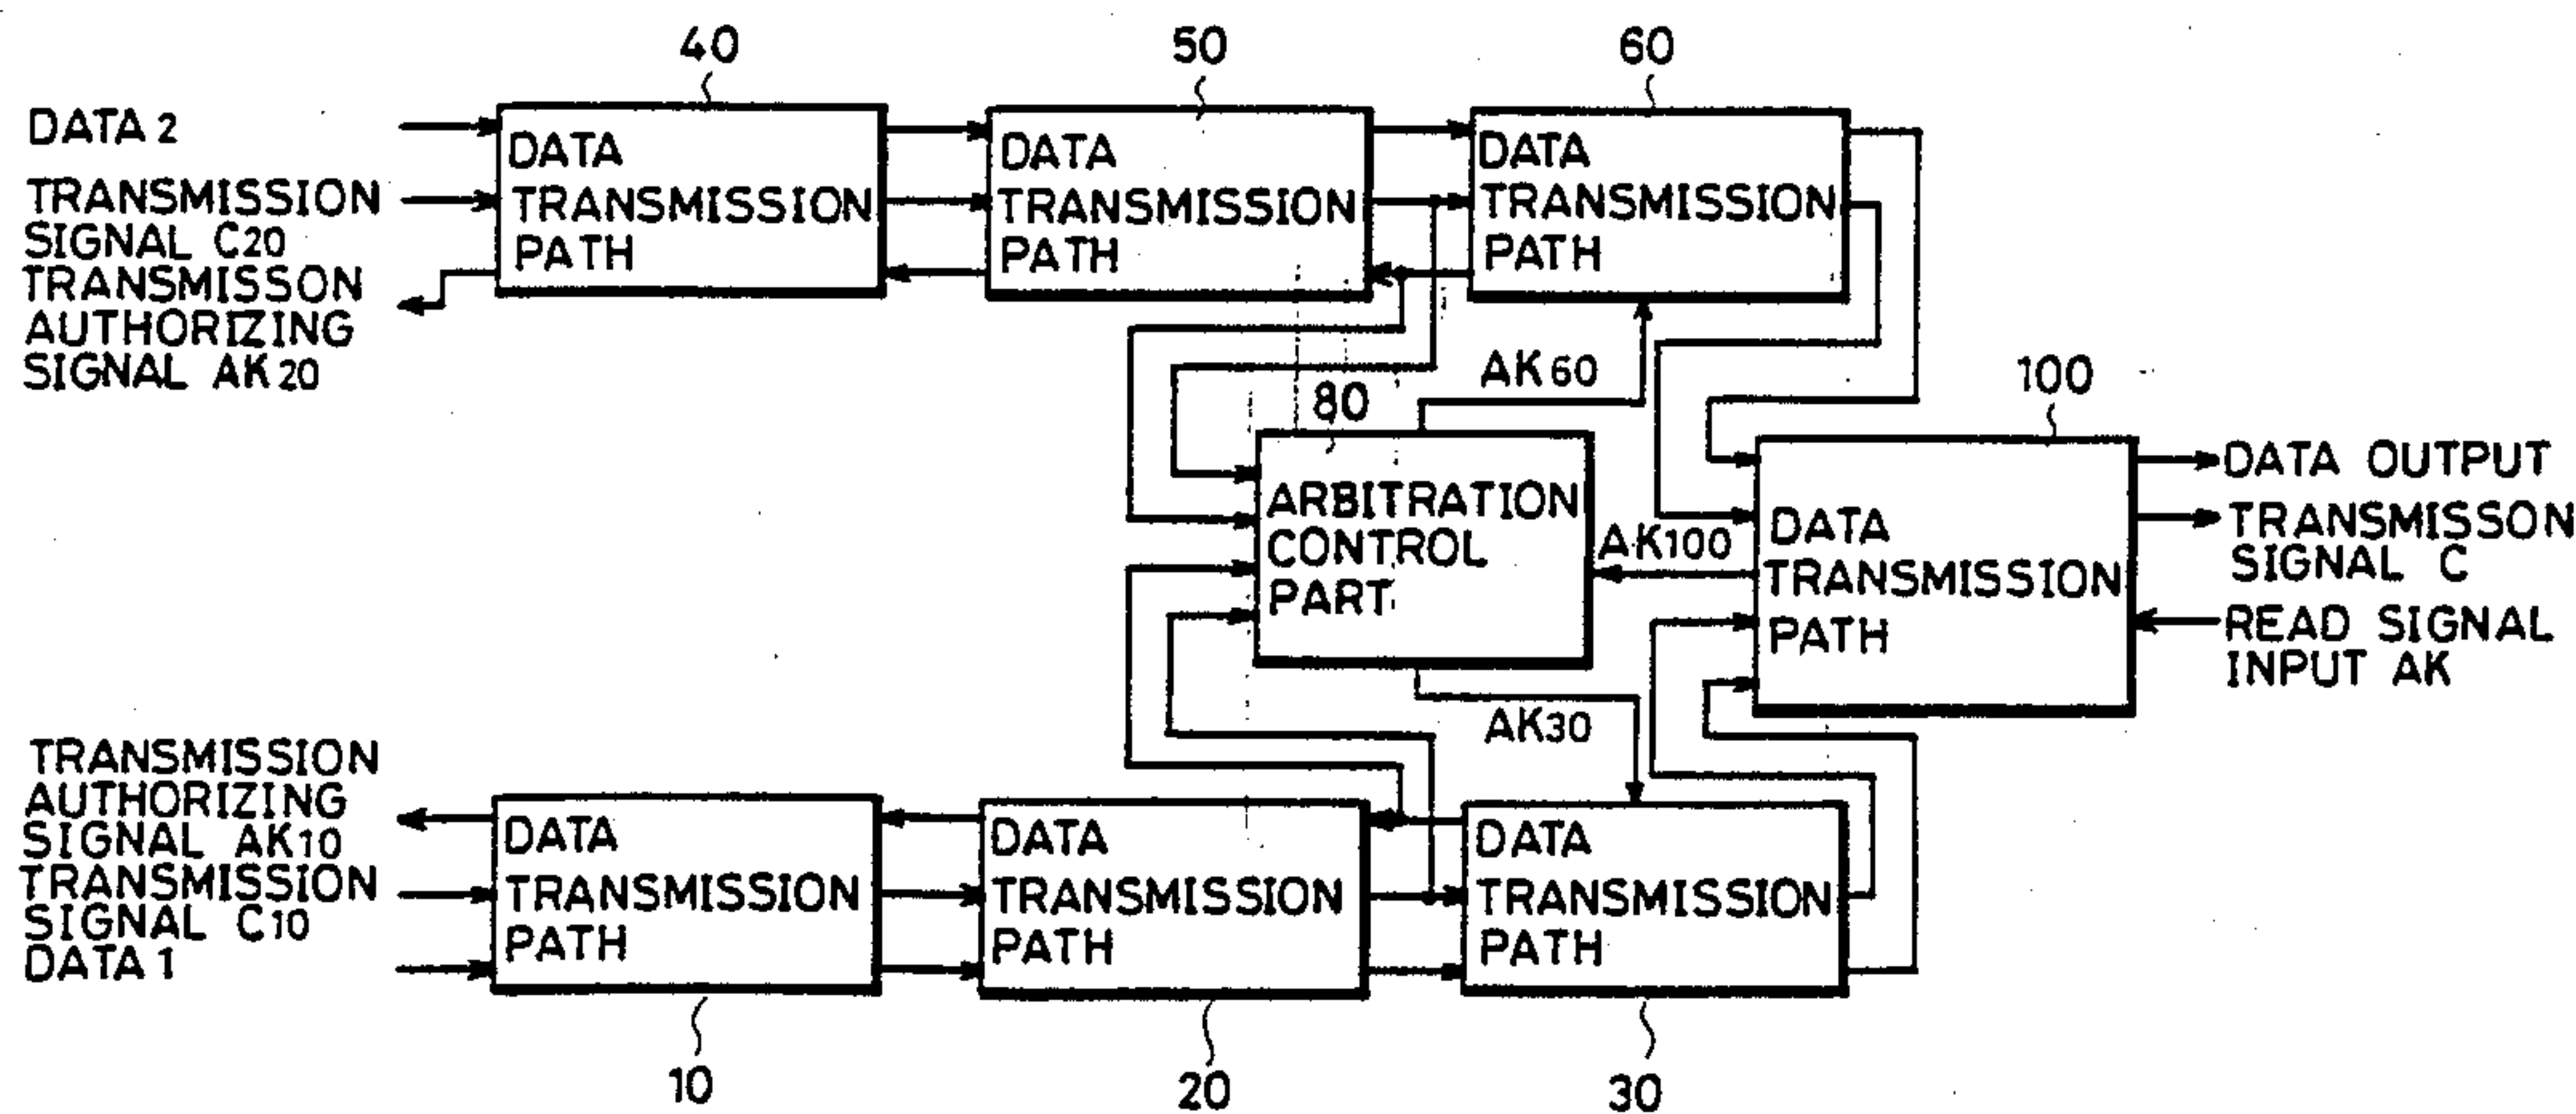 40
50
60
DATA 2
TRANSMISSION
SIGNAL C20
TRANSMISSON
AUTHORIZING
SIGNAL AK20
DATA
TRANSMISSION
PATH
DATA
TRANSMISSION
PATH
DATA
TRANSMISSION
PATH
AK60
80
100
ARBITRATION
CONTROL
PART
AK100
DATA
TRANSMISSION
PATH
DATA OUTPUT
TRANSMISSON
SIGNAL C
READ SIGNAL
INPUT AK
AK30
TRANSMISSION
AUTHORIZING
SIGNAL AK10
TRANSMISSION
SIGNAL C10
DATA 1
DATA
TRANSMISSION
PATH
DATA
TRANSMISSION
PATH
DATA
TRANSMISSION
PATH
10
20
30